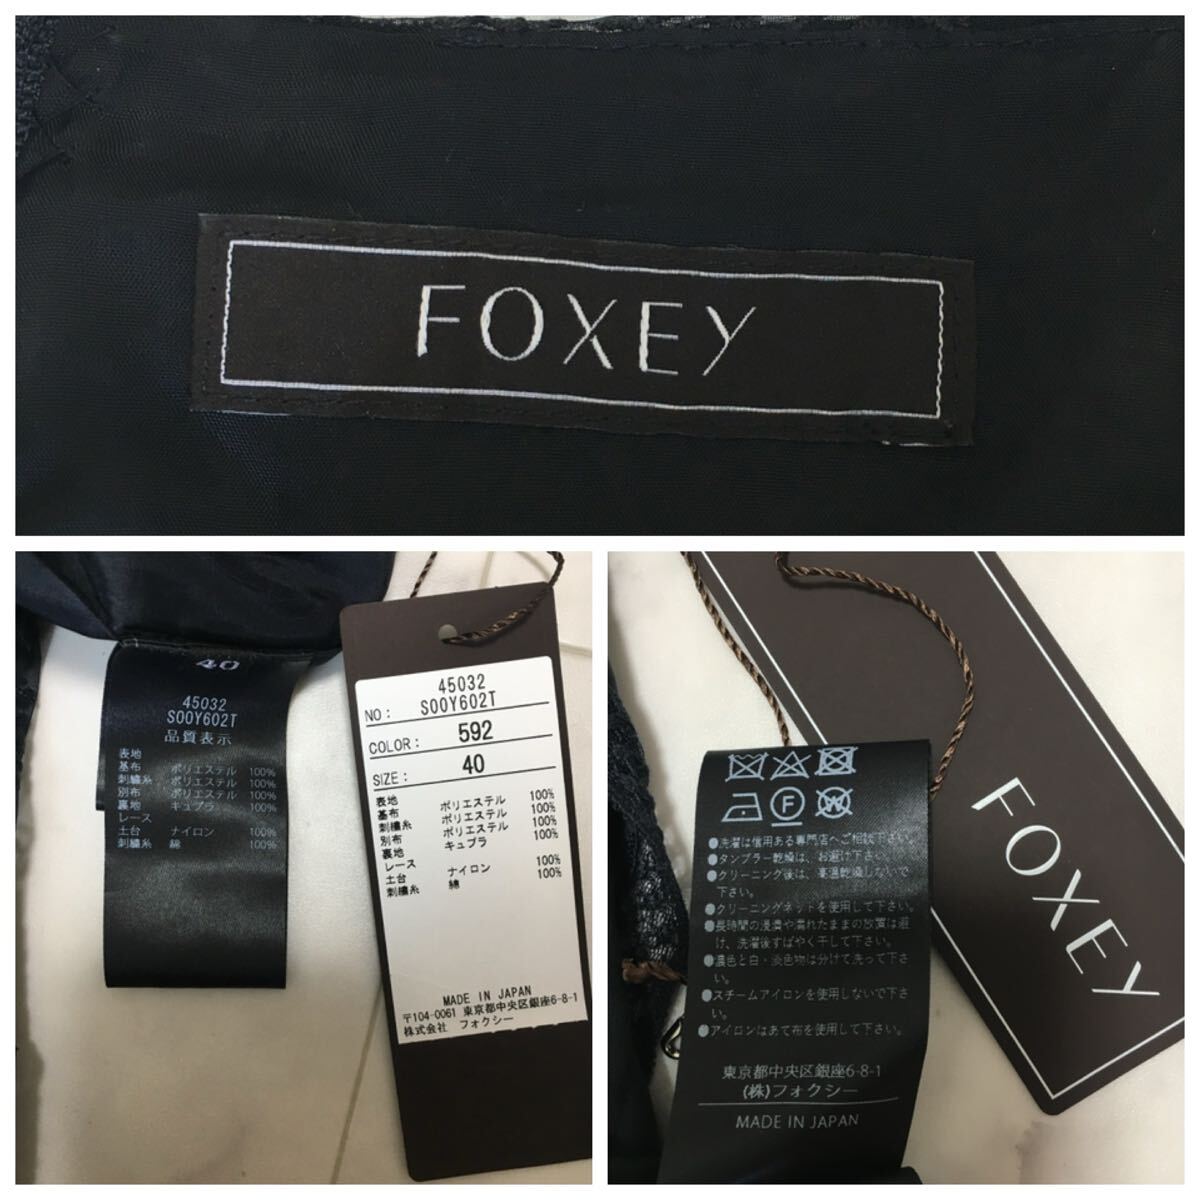 FOXEY
40
45032
S00Y602T
品質表示
表地
基布 ポリエステル 100%
刺繍糸 ポリエステル 100%
別布 ポリエステル 100%
裏地 キュプラ 100%
レース
土台 ナイロン 100%
刺繍糸 綿 100%
45032
NO: S00Y602T
COLOR: 592
SIZE: 40
表地
基布 ポリエステル 100%
刺繍糸 ポリエステル 100%
別布 ポリエステル 100%
裏地 キュプラ 100%
レース
土台 ナイロン 100%
刺繍糸 綿 100%
MADE IN JAPAN
〒104-0061 東京都中央区銀座6-8-1
株式会社 フォクシー
FOXEY
F
W
●洗濯は信用ある専門店へご相談下さい。
●タンブラー乾燥は、お避け下さい。
●クリーニング後は、高温乾燥しないで
下さい。
●クリーニングネットを使用して下さい。
●長時間の浸漬や濡れたままの放置は避
け、洗濯後すばやく干して下さい。
●濃色と白・淡色物は分けて洗って下さ
い。
●スチームアイロンを使用しないで下さ
い。
●アイロンはあて布を使用して下さい。
東京都中央区銀座6-8-1
(株)フォクシー
MADE IN JAPAN